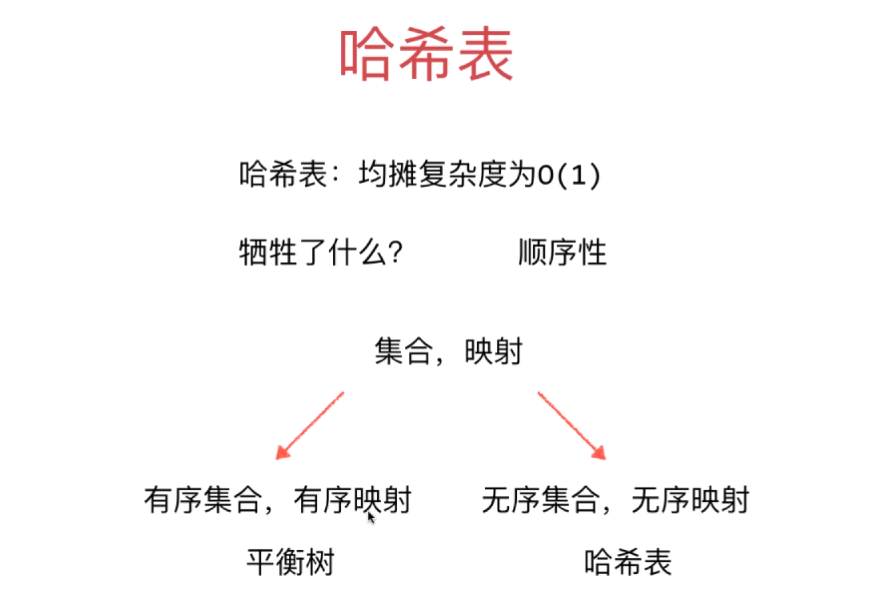 哈希表
哈希表：均摊复杂度为O(1)
牺牲了什么？ 顺序性
集合，映射
有序集合，有序映射 无序集合，无序映射
平衡树 哈希表